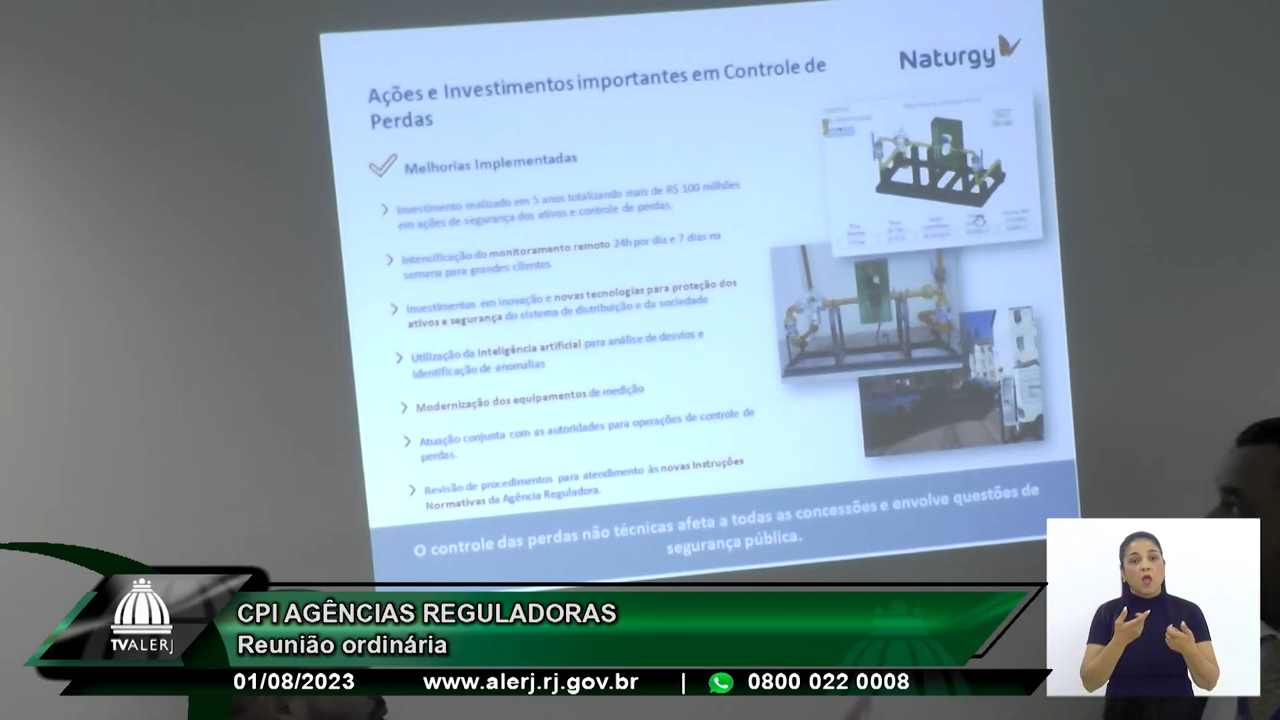 Naturgy
Ações e Investimentos importantes em Controle de
Perdas
Melhorias Implementadas
Investimento realizado em 5 anos totalizando mais de R$ 100 milhões
em ações de segurança dos ativos e controle de perdas.
Intensificação do monitoramento remoto 24h por dia e 7 dias na
semana para grandes clientes
Investimentos em inovação e novas tecnologias para proteção dos
ativos e segurança do sistema de distribuição e da sociedade
Utilização da inteligência artificial para análise de desvios e
identificação de anomalias
Modernização dos equipamentos de medição
Atuação conjunta com as autoridades para operações de controle de
perdas.
Revisão de procedimentos para atendimento às novas Instruções
Normativas da Agência Reguladora.
O controle das perdas não técnicas afeta a todas as concessões e envolve questões de
segurança pública.
TVALERJ
CPI AGÊNCIAS REGULADORAS
Reunião ordinária
01/08/2023 www.alerj.rj.gov.br | 0800 022 0008